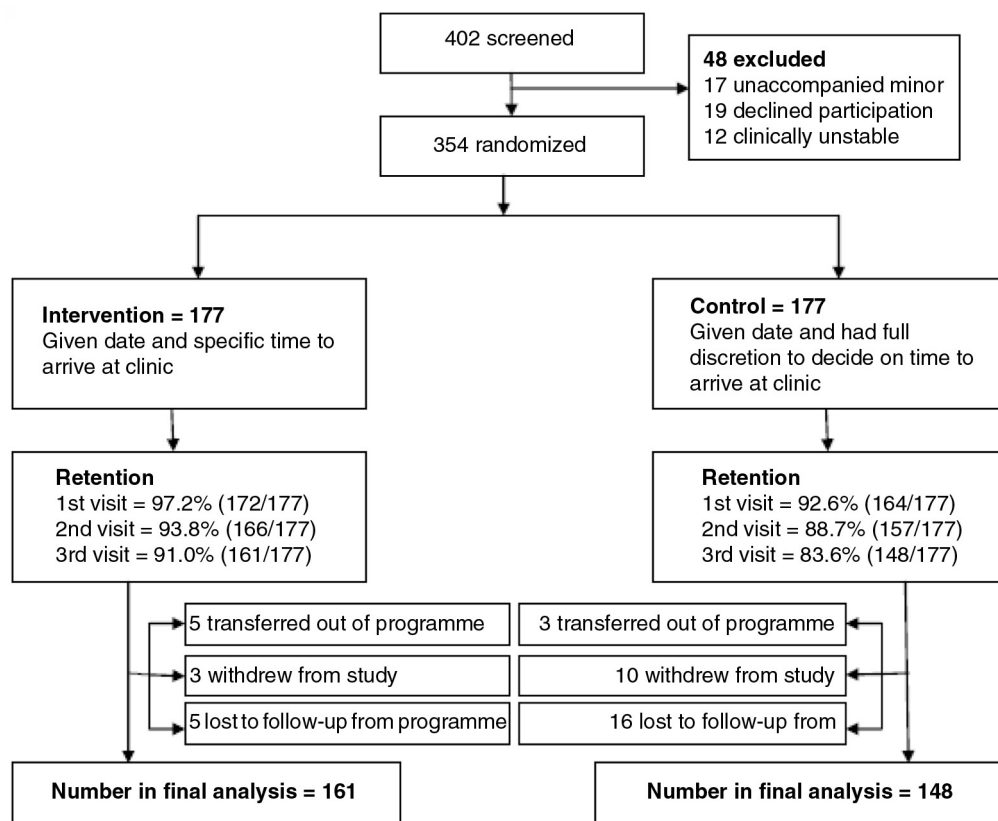 402 screened
48 excluded
17 unaccompanied minor
19 declined participation
12 clinically unstable
354 randomized
Intervention = 177
Given date and specific time to
arrive at clinic
Control = 177
Given date and had full
discretion to decide on time to
arrive at clinic
Retention
1st visit = 97.2% (172/177)
2nd visit = 93.8% (166/177)
3rd visit = 91.0% (161/177)
Retention
1st visit = 92.6% (164/177)
2nd visit = 88.7% (157/177)
3rd visit = 83.6% (148/177)
5 transferred out of programme
3 transferred out of programme
3 withdrew from study
10 withdrew from study
5 lost to follow-up from programme
16 lost to follow-up from
Number in final analysis = 161
Number in final analysis = 148